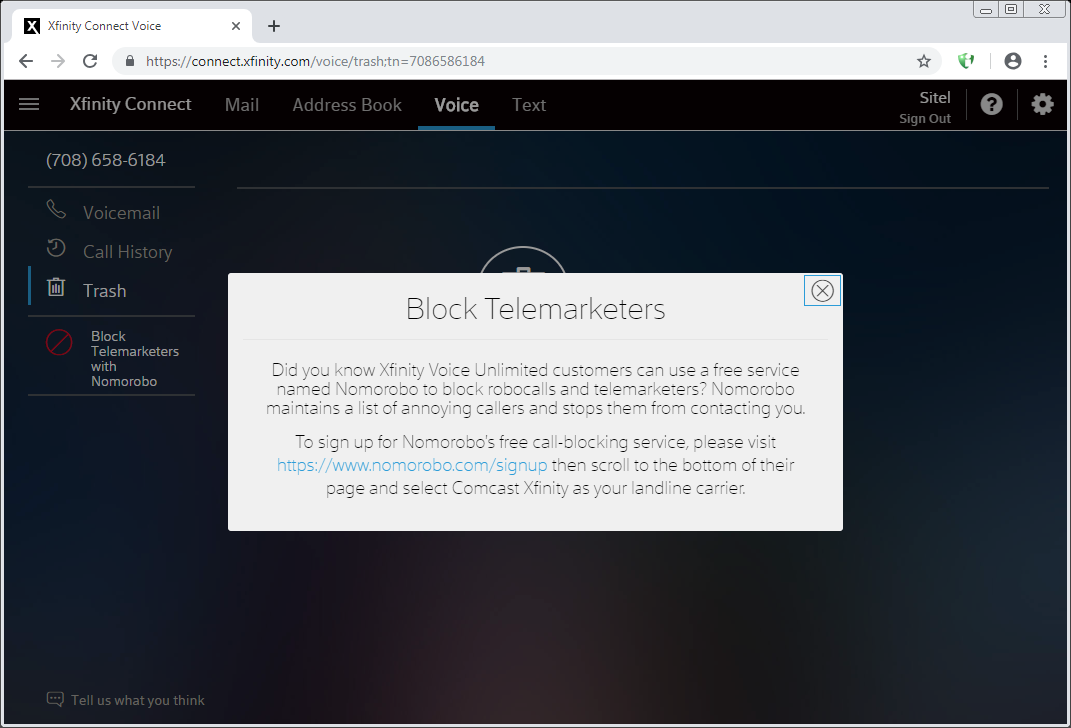 Xfinity Connect Voice
https://connect.xfinity.com/voice/trash;tn=7086586184
Xfinity Connect
Mail
Address Book
Voice
Text
Sitel
Sign Out
(708) 658-6184
Voicemail
Call History
Trash
Block
Telemarketers
with
Nomorobo
Block Telemarketers
Did you know Xfinity Voice Unlimited customers can use a free service
named Nomorobo to block robocalls and telemarketers? Nomorobo
maintains a list of annoying callers and stops them from contacting you.
To sign up for Nomorobo's free call-blocking service, please visit
https://www.nomorobo.com/signup then scroll to the bottom of their
page and select Comcast Xfinity as your landline carrier.
Tell us what you think